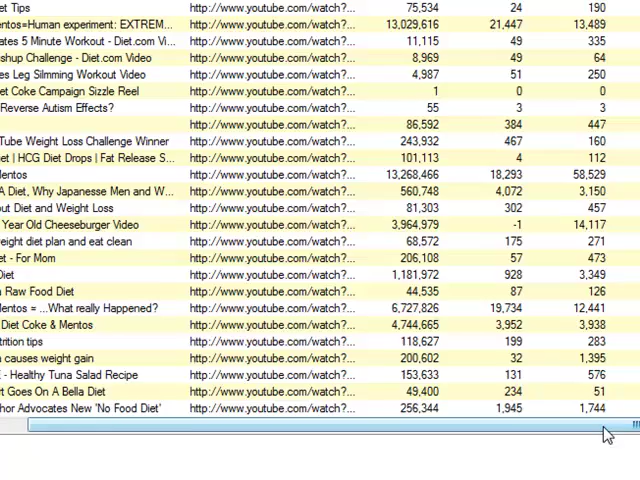 et Tips http://www.youtube.com/watch?... 75,534 24 190
entos=Human experiment: EXTREM... http://www.youtube.com/watch?... 13,029,616 21,447 13,489
ates 5 Minute Workout - Diet.com Vi... http://www.youtube.com/watch?... 11,115 49 335
shup Challenge - Diet.com Video http://www.youtube.com/watch?... 8,969 49 64
es Leg Silmming Workout Video http://www.youtube.com/watch?... 4,987 51 250
et Coke Campaign Sizzle Reel http://www.youtube.com/watch?... 1 0 0
Reverse Autism Effects? http://www.youtube.com/watch?... 55 3 3
http://www.youtube.com/watch?... 86,592 384 447
Tube Weight Loss Challenge Winner http://www.youtube.com/watch?... 243,932 467 160
et | HCG Diet Drops | Fat Release S... http://www.youtube.com/watch?... 101,113 4 112
Mentos http://www.youtube.com/watch?... 13,268,466 18,293 58,529
A Diet, Why Japanesse Men and W... http://www.youtube.com/watch?... 560,748 4,072 3,150
out Diet and Weight Loss http://www.youtube.com/watch?... 81,303 302 457
Year Old Cheeseburger Video http://www.youtube.com/watch?... 3,964,979 -1 14,117
eight diet plan and eat clean http://www.youtube.com/watch?... 68,572 175 271
et - For Mom http://www.youtube.com/watch?... 206,108 57 473
Diet http://www.youtube.com/watch?... 1,181,972 928 3,349
a Raw Food Diet http://www.youtube.com/watch?... 44,535 87 126
Mentos = ...What really Happened? http://www.youtube.com/watch?... 6,727,826 19,734 12,441
Diet Coke & Mentos http://www.youtube.com/watch?... 4,744,665 3,952 3,938
trition tips http://www.youtube.com/watch?... 118,627 199 283
n causes weight gain http://www.youtube.com/watch?... 200,602 32 1,395
E - Healthy Tuna Salad Recipe http://www.youtube.com/watch?... 153,633 131 576
rt Goes On A Bella Diet http://www.youtube.com/watch?... 49,400 234 51
hor Advocates New 'No Food Diet' http://www.youtube.com/watch?... 256,344 1,945 1,744